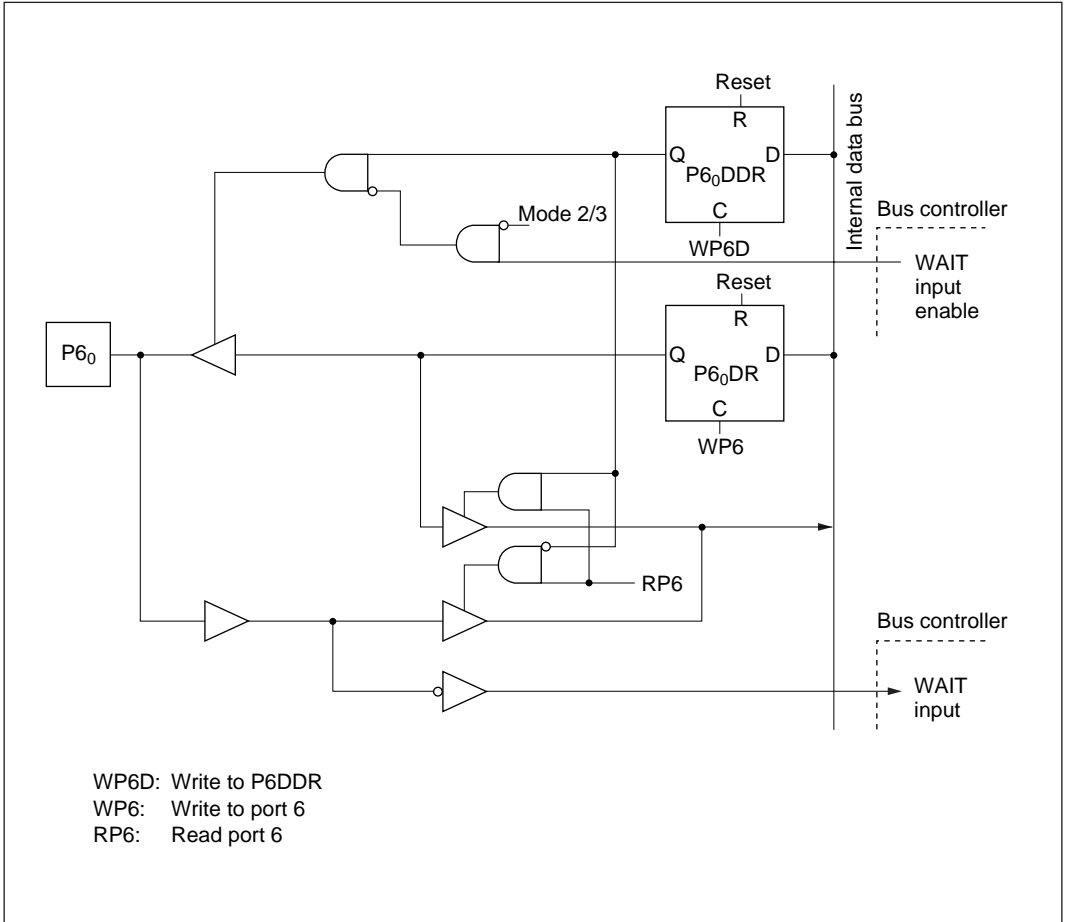 Reset
R
Q
D
P6₀DDR
C
WP6D
Mode 2/3
Internal data bus
Bus controller
WAIT
input
enable
Reset
R
Q
D
P6₀DR
C
WP6
P6₀
RP6
Bus controller
WAIT
input
WP6D: Write to P6DDR
WP6: Write to port 6
RP6: Read port 6